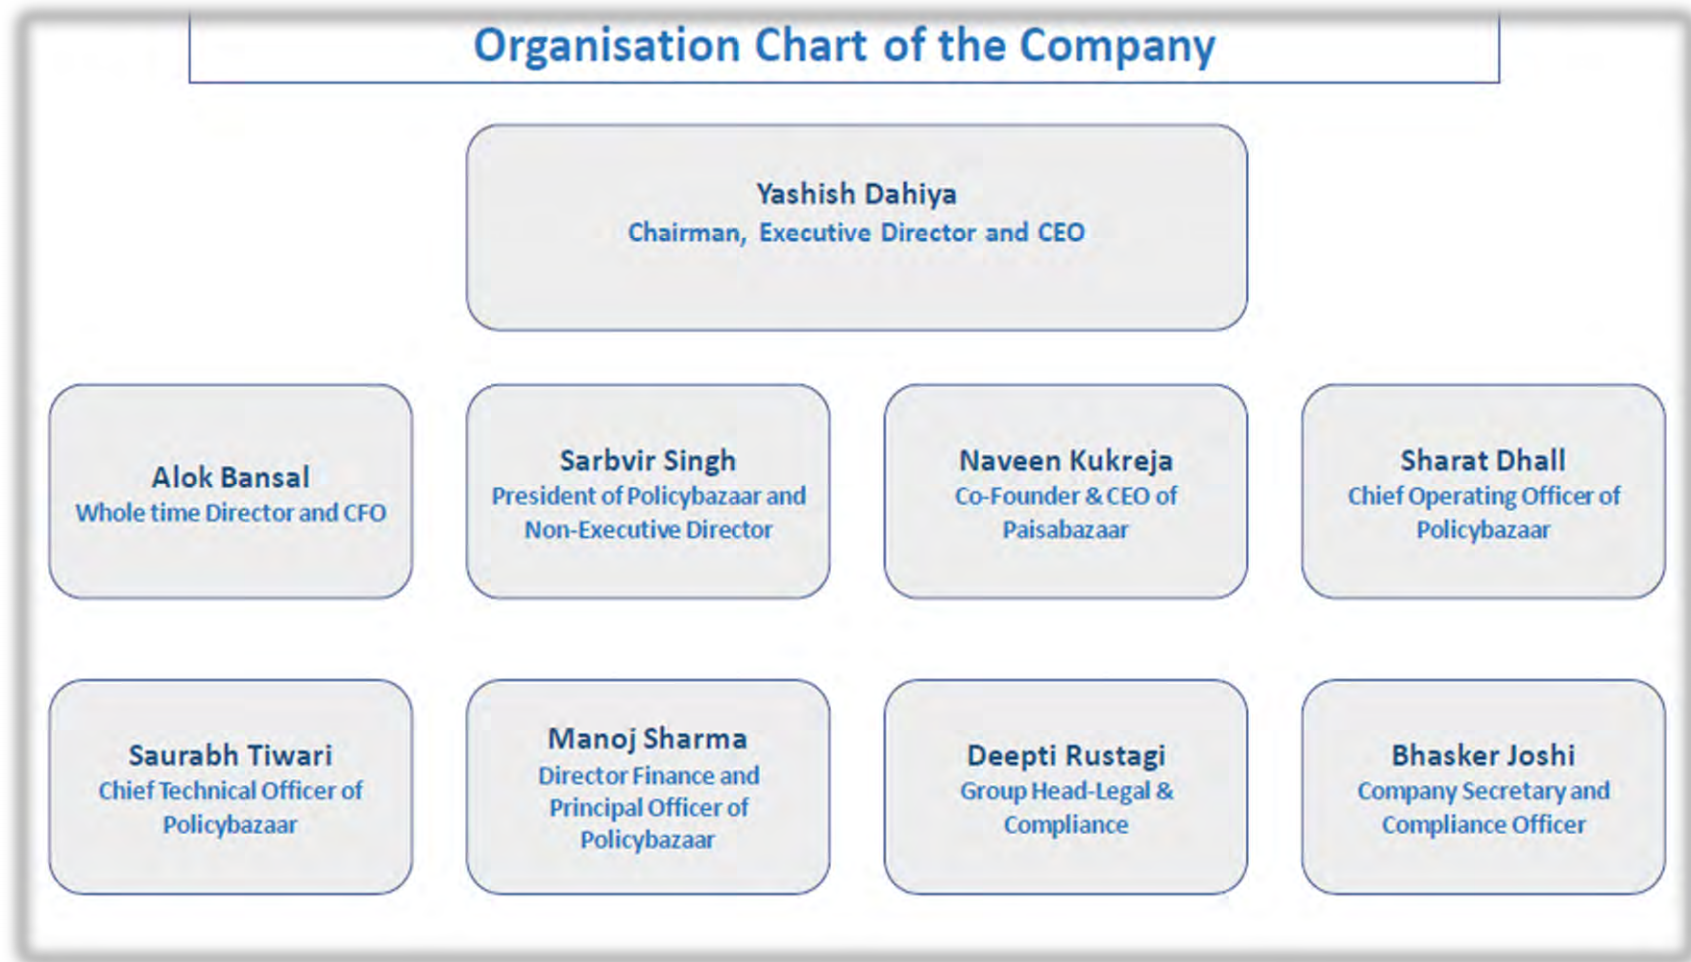 Organisation Chart of the Company
Yashish Dahiya
Chairman, Executive Director and CEO
Alok Bansal
Whole time Director and CFO
Sarbvir Singh
President of Policybazaar and
Non-Executive Director
Naveen Kukreja
Co-Founder & CEO of
Paisabazaar
Sharat Dhall
Chief Operating Officer of
Policybazaar
Saurabh Tiwari
Chief Technical Officer of
Policybazaar
Manoj Sharma
Director Finance and
Principal Officer of
Policybazaar
Deepti Rustagi
Group Head-Legal &
Compliance
Bhasker Joshi
Company Secretary and
Compliance Officer